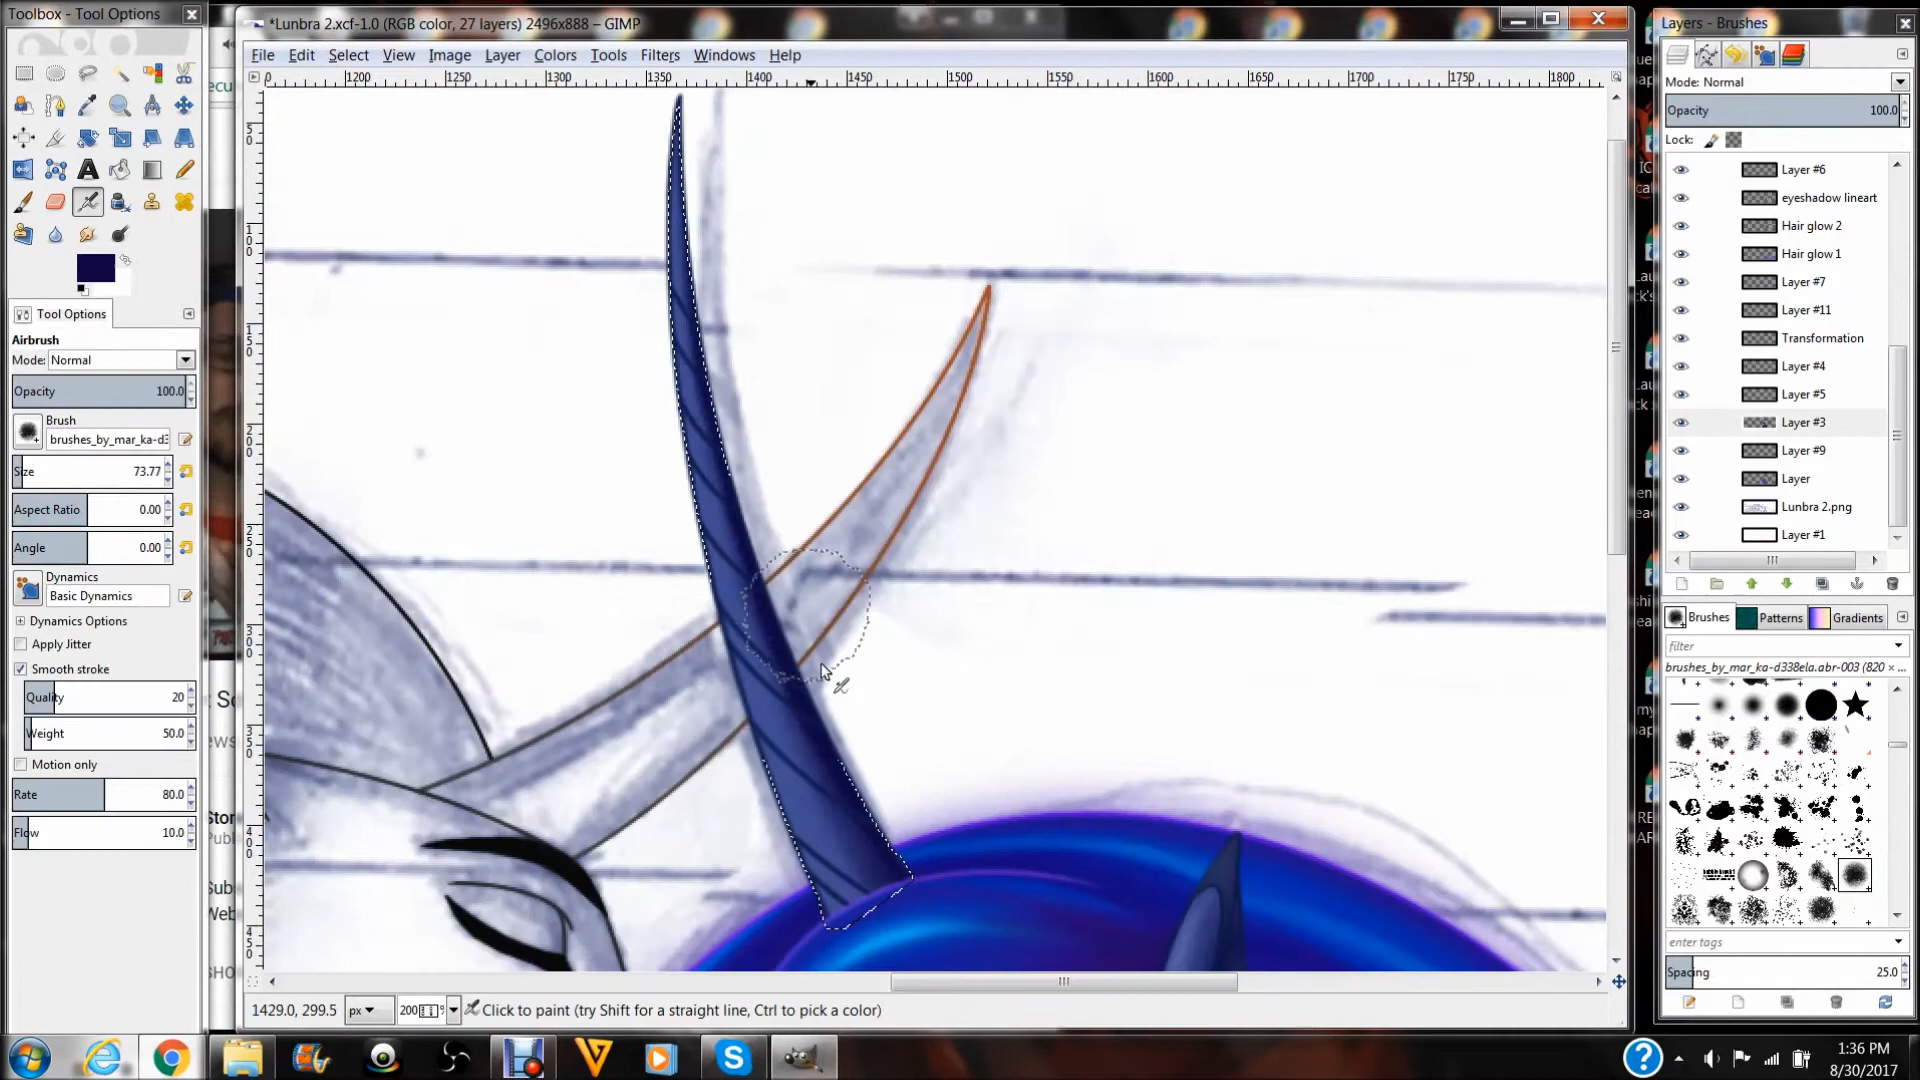 Toolbox - Tool Options
*Lunbra 2.xcf-1.0 (RGB color, 27 layers) 2496x888 – GIMP
Layers - Brushes
File Edit Select View Image Layer Colors Tools Filters Windows Help
1200 1250 1300 1350 1400 1450 1500 1550 1600 1650 1700 1750 1800
Tool Options
Airbrush
Mode: Normal
Opacity 100.0
Brush
brushes_by_mar_ka-d3
Size 73.77
Aspect Ratio 0.00
Angle 0.00
Dynamics
Basic Dynamics
Dynamics Options
Apply Jitter
Smooth stroke
Quality 20
Weight 50.0
Motion only
Rate 80.0
Flow 10.0
Mode: Normal
Opacity 100.0
Lock:
Layer #6
eyeshadow lineart
Hair glow 2
Hair glow 1
Layer #7
Layer #11
Transformation
Layer #4
Layer #5
Layer #3
Layer #9
Layer
Lunbra 2.png
Layer #1
Brushes Patterns Gradients
filter
brushes_by_mar_ka-d338ela.abr-003 (820 × ...
enter tags
Spacing 25.0
1429.0, 299.5 px 200% Click to paint (try Shift for a straight line, Ctrl to pick a color)
1:36 PM
8/30/2017